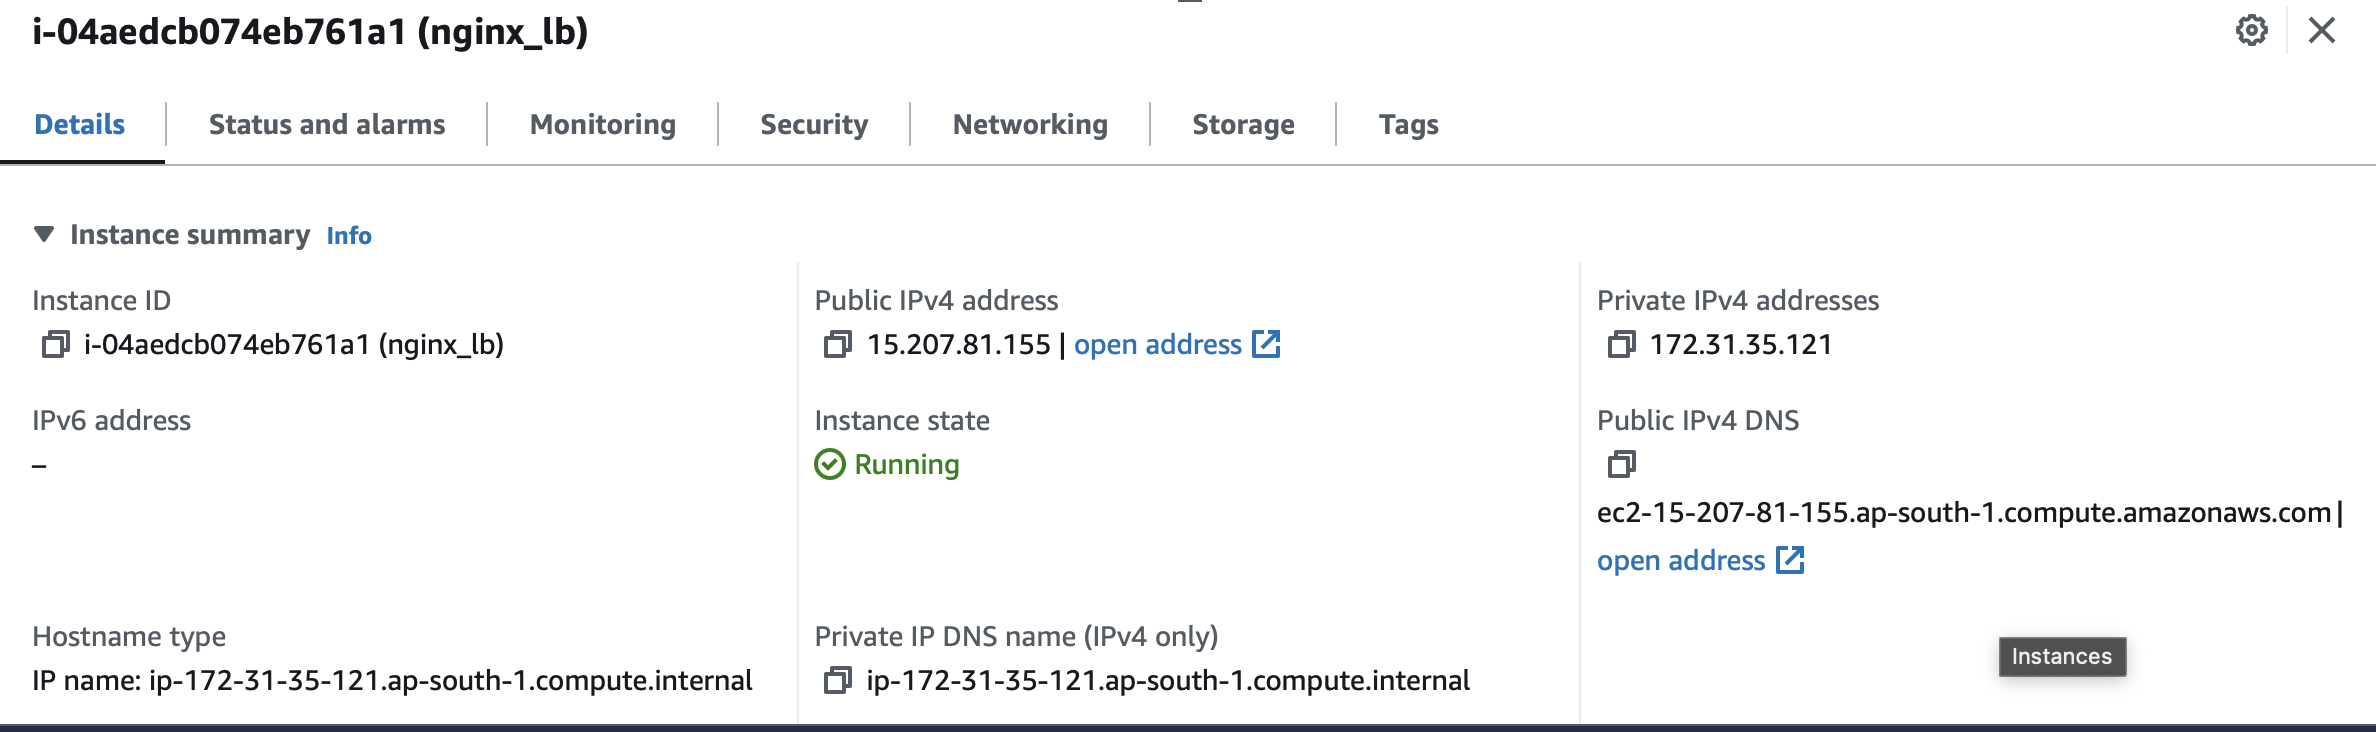 i-04aedcb074eb761a1 (nginx_lb)
Details
Status and alarms
Monitoring
Security
Networking
Storage
Tags
Instance summary Info
Instance ID
i-04aedcb074eb761a1 (nginx_lb)
Public IPv4 address
15.207.81.155 | open address
Private IPv4 addresses
172.31.35.121
IPv6 address
–
Instance state
Running
Public IPv4 DNS
ec2-15-207-81-155.ap-south-1.compute.amazonaws.com |
open address
Hostname type
IP name: ip-172-31-35-121.ap-south-1.compute.internal
Private IP DNS name (IPv4 only)
ip-172-31-35-121.ap-south-1.compute.internal
Instances